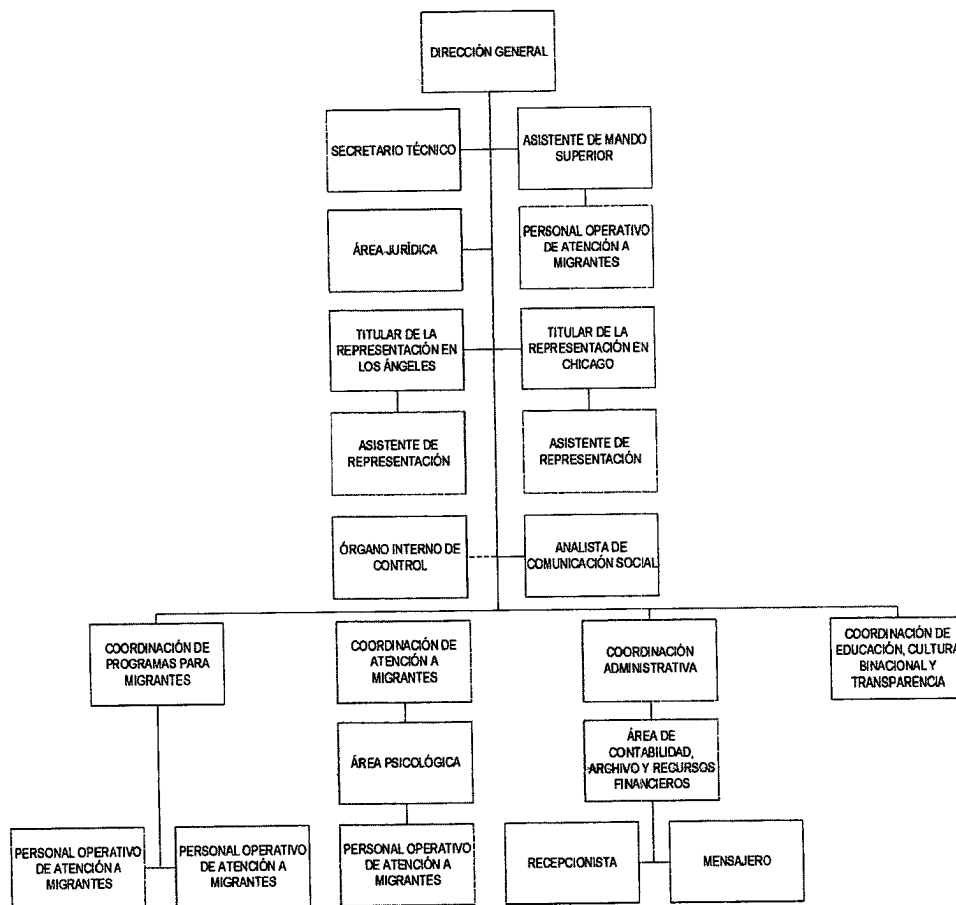 DIRECCIÓN GENERAL
SECRETARIO TÉCNICO
ASISTENTE DE MANDO
SUPERIOR
ÁREA JURÍDICA
PERSONAL OPERATIVO
DE ATENCIÓN A
MIGRANTES
TITULAR DE LA
REPRESENTACIÓN EN
LOS ÁNGELES
TITULAR DE LA
REPRESENTACIÓN EN
CHICAGO
ASISTENTE DE
REPRESENTACIÓN
ASISTENTE DE
REPRESENTACIÓN
ÓRGANO INTERNO DE
CONTROL
ANALISTA DE
COMUNICACIÓN SOCIAL
COORDINACIÓN DE
PROGRAMAS PARA
MIGRANTES
COORDINACIÓN DE
ATENCIÓN A
MIGRANTES
COORDINACIÓN
ADMINISTRATIVA
COORDINACIÓN DE
EDUCACIÓN, CULTURA
BINACIONAL Y
TRANSPARENCIA
ÁREA PSICOLÓGICA
ÁREA DE
CONTABILIDAD,
ARCHIVO Y RECURSOS
FINANCIEROS
PERSONAL OPERATIVO
DE ATENCIÓN A
MIGRANTES
PERSONAL OPERATIVO
DE ATENCIÓN A
MIGRANTES
PERSONAL OPERATIVO
DE ATENCIÓN A
MIGRANTES
RECEPCIONISTA
MENSAJERO